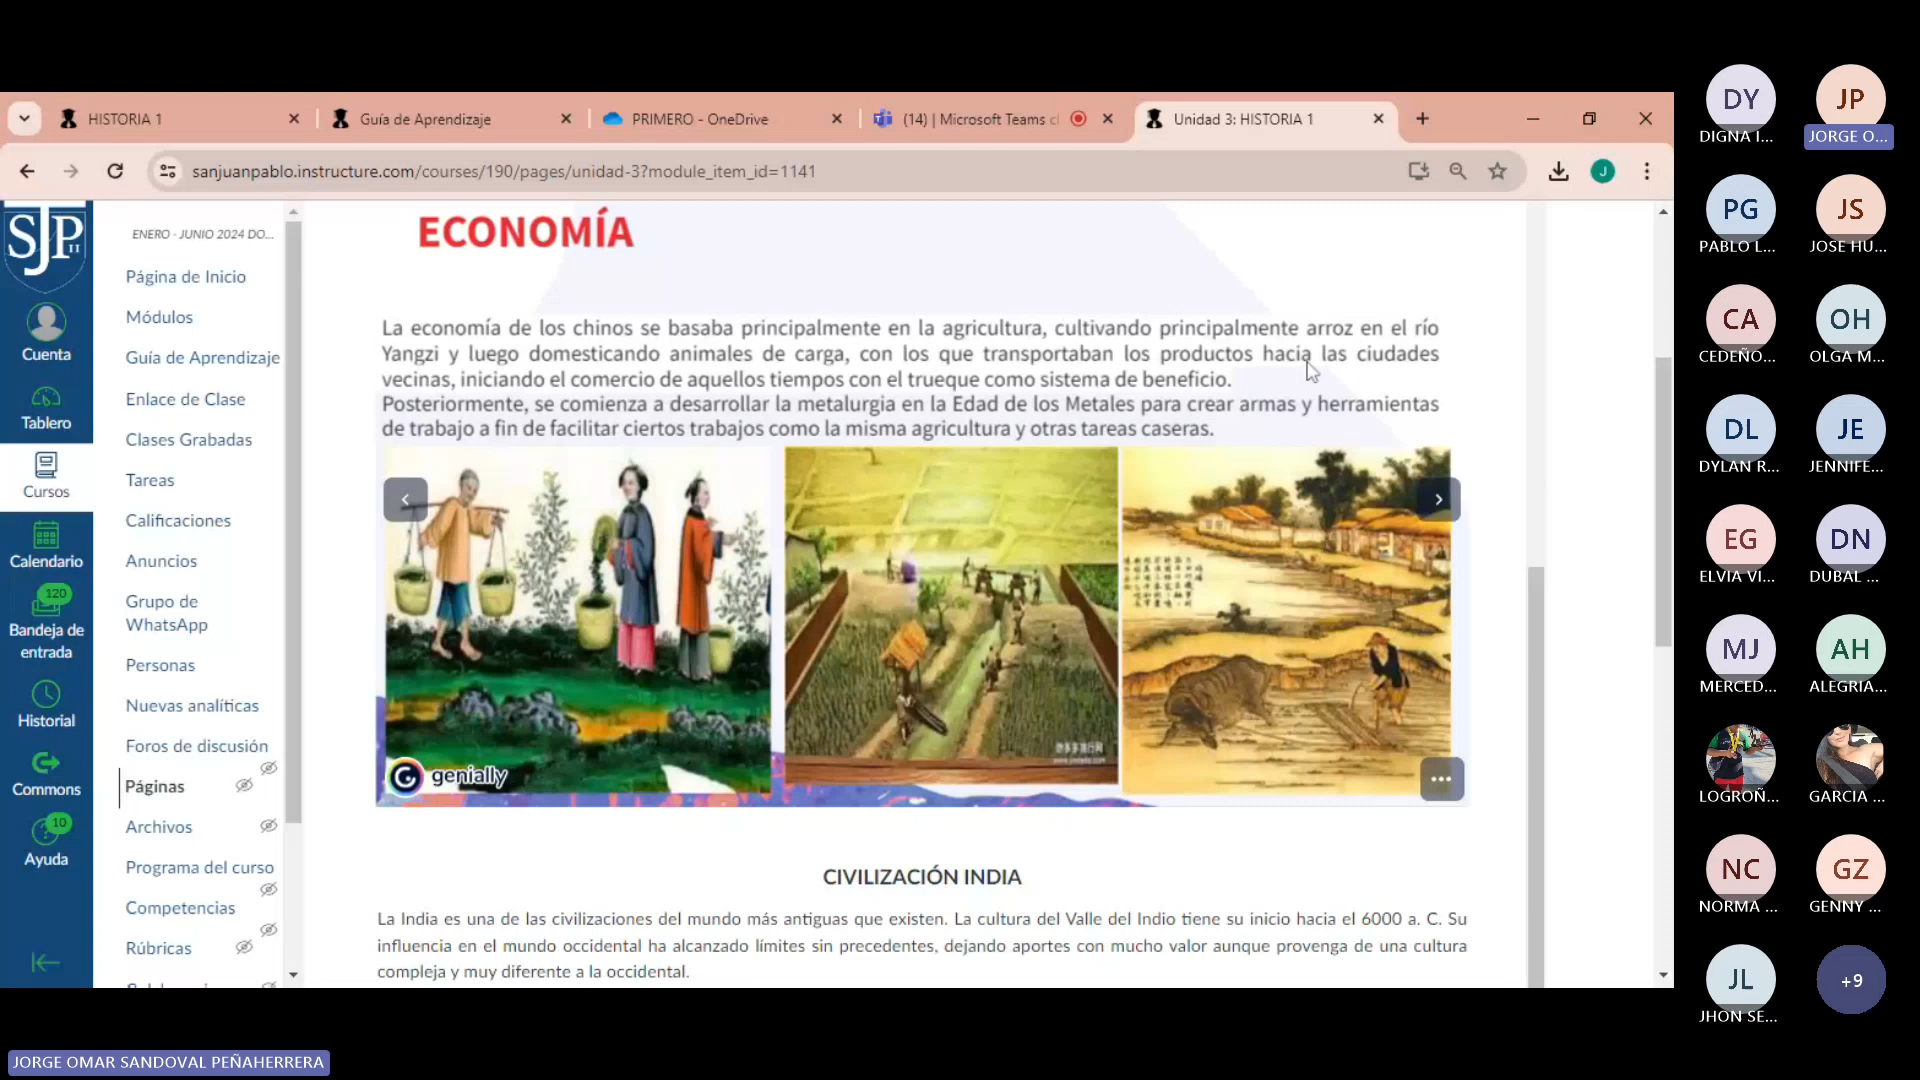 HISTORIA 1
Guía de Aprendizaje
PRIMERO - OneDrive
(14) | Microsoft Teams cl
Unidad 3: HISTORIA 1
sanjuanpablo.instructure.com/courses/190/pages/unidad-3?module_item_id=1141
J
SJP II
Cuenta
Tablero
Cursos
Calendario
120
Bandeja de
entrada
Historial
Commons
10
Ayuda
ENERO - JUNIO 2024 DO...
Página de Inicio
Módulos
Guía de Aprendizaje
Enlace de Clase
Clases Grabadas
Tareas
Calificaciones
Anuncios
Grupo de
WhatsApp
Personas
Nuevas analíticas
Foros de discusión
Páginas
Archivos
Programa del curso
Competencias
Rúbricas
ECONOMÍA
La economía de los chinos se basaba principalmente en la agricultura, cultivando principalmente arroz en el río
Yangzi y luego domesticando animales de carga, con los que transportaban los productos hacia las ciudades
vecinas, iniciando el comercio de aquellos tiempos con el trueque como sistema de beneficio.
Posteriormente, se comienza a desarrollar la metalurgia en la Edad de los Metales para crear armas y herramientas
de trabajo a fin de facilitar ciertos trabajos como la misma agricultura y otras tareas caseras.
genially
CIVILIZACIÓN INDIA
La India es una de las civilizaciones del mundo más antiguas que existen. La cultura del Valle del Indio tiene su inicio hacia el 6000 a. C. Su
influencia en el mundo occidental ha alcanzado límites sin precedentes, dejando aportes con mucho valor aunque provenga de una cultura
compleja y muy diferente a la occidental.
DY
DIGNA I...
JP
JORGE O...
PG
PABLO L...
JS
JOSE HU...
CA
CEDEÑO...
OH
OLGA M...
DL
DYLAN R...
JE
JENNIFE...
EG
ELVIA VI...
DN
DUBAL ...
MJ
MERCED...
AH
ALEGRIA...
LOGROÑ...
GARCIA ...
NC
NORMA ...
GZ
GENNY ...
JL
JHON SE...
+9
JORGE OMAR SANDOVAL PEÑAHERRERA